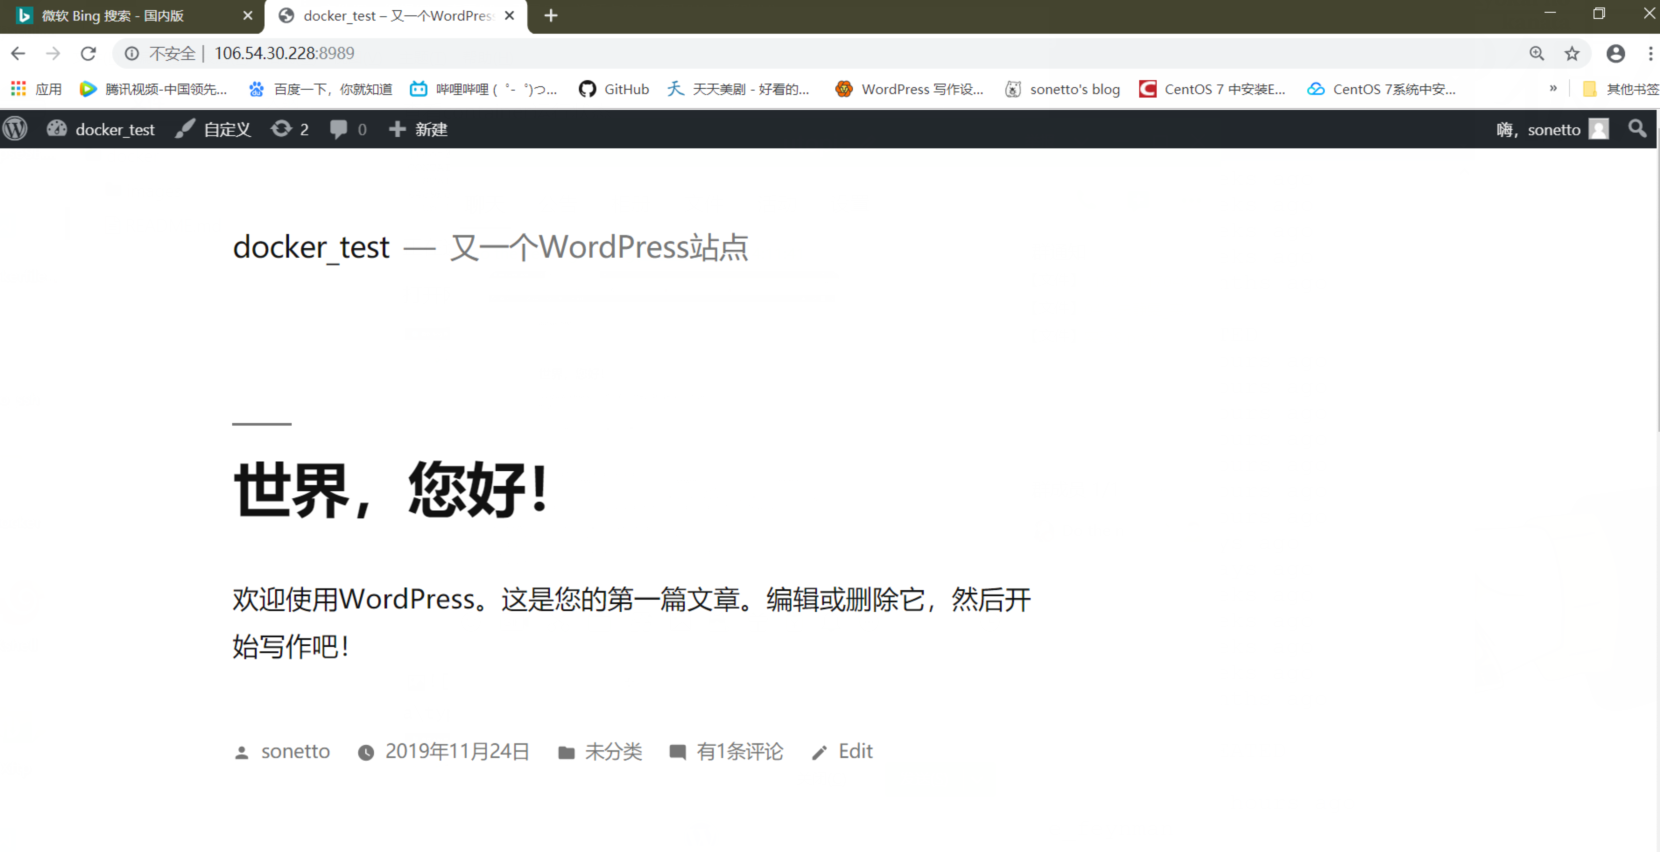 微软 Bing 搜索 - 国内版
docker_test – 又一个WordPress
不安全 | 106.54.30.228:8989
应用 腾讯视频-中国领先... 百度一下，你就知道 哔哩哔哩 ( ゜- ゜)つ... GitHub 天天美剧 - 好看的... WordPress 写作设... sonetto's blog CentOS 7 中安装E... CentOS 7系统中安... » 其他书签
docker_test 自定义 2 0 新建 嗨，sonetto
docker_test — 又一个WordPress站点
世界，您好！
欢迎使用WordPress。这是您的第一篇文章。编辑或删除它，然后开
始写作吧！
sonetto 2019年11月24日 未分类 有1条评论 Edit